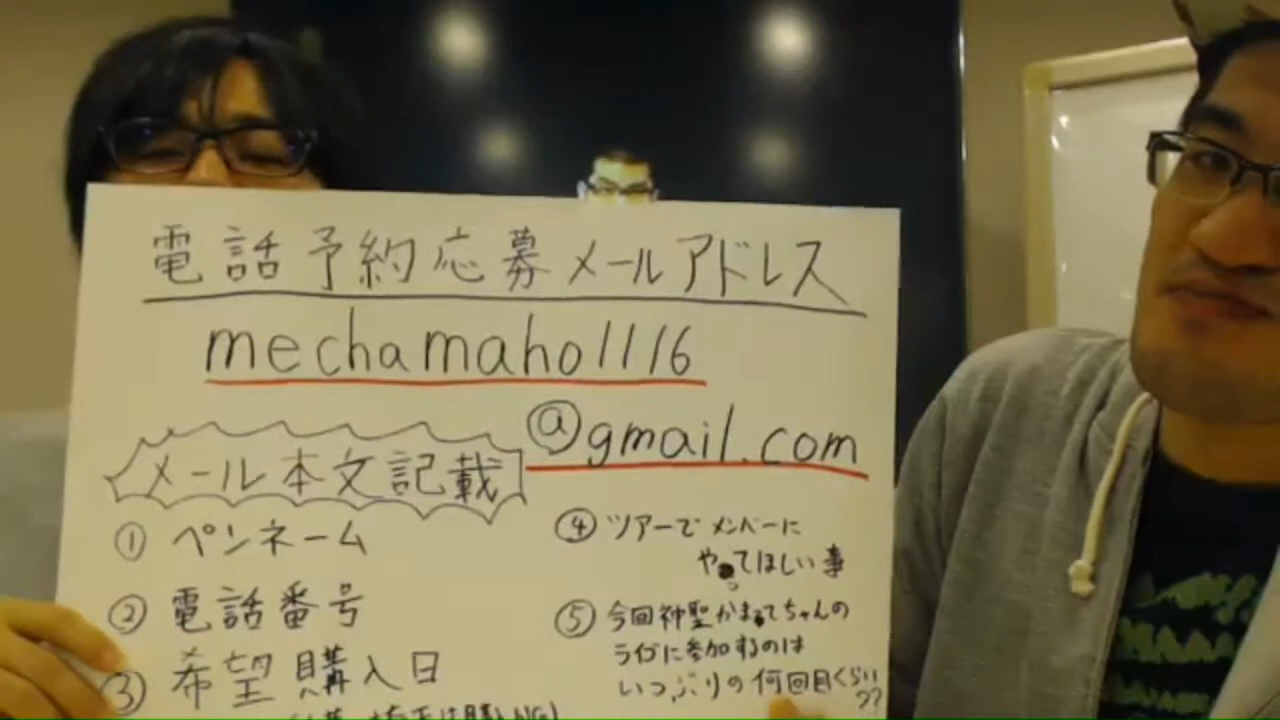 電話予約応募メールアドレス
mechamaho1116
@gmail.com
メール本文記載
① ペンネーム
② 電話番号
③ 希望購入日
④ ツアーでメンバーに
やってほしい事
⑤ 今回神聖かまってちゃんの
ライブに参加するのは
いつぶりの何回目くらい??